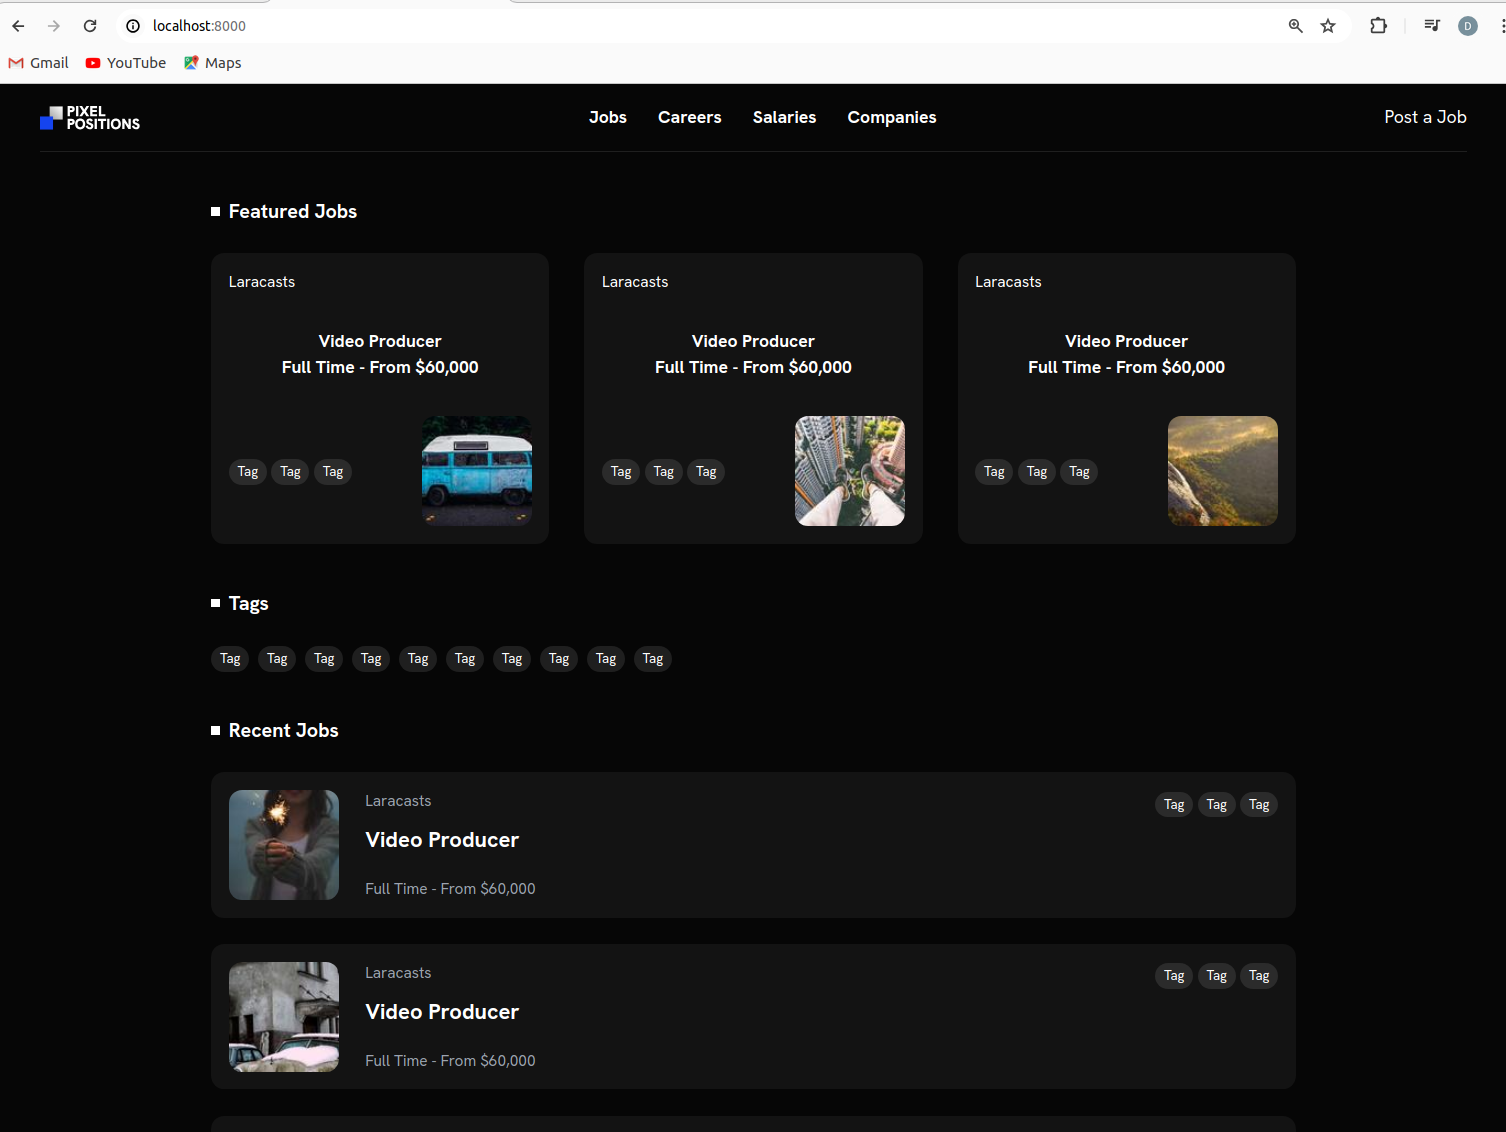 localhost:8000
D
Gmail YouTube Maps
PIXEL
POSITIONS
Jobs Careers Salaries Companies
Post a Job
Featured Jobs
Laracasts
Video Producer
Full Time - From $60,000
Tag Tag Tag
Laracasts
Video Producer
Full Time - From $60,000
Tag Tag Tag
Laracasts
Video Producer
Full Time - From $60,000
Tag Tag Tag
Tags
Tag Tag Tag Tag Tag Tag Tag Tag Tag Tag
Recent Jobs
Laracasts
Video Producer
Full Time - From $60,000
Tag Tag Tag
Laracasts
Video Producer
Full Time - From $60,000
Tag Tag Tag